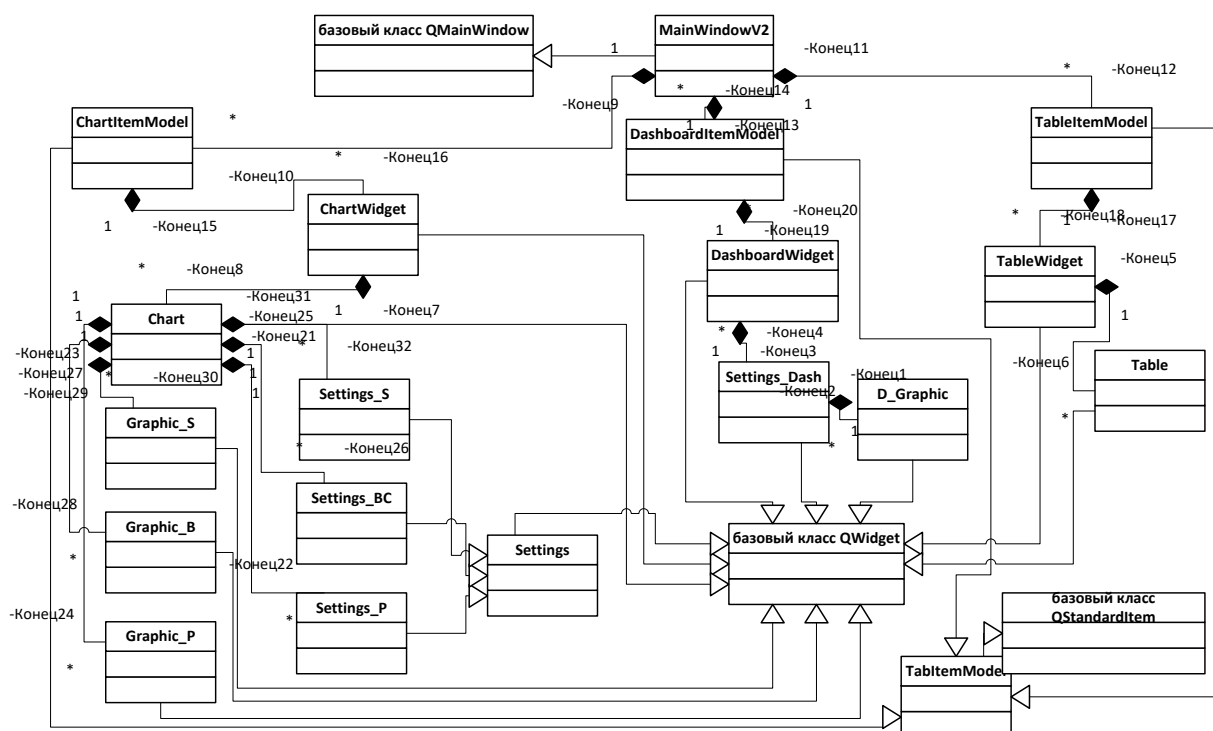 базовый класс QMainWindow
MainWindowV2
1
-Конец11
*
-Конец12
-Конец14
*
-Конец9
1
ChartItemModel
*
1
-Конец13
DashboardItemModel
TableItemModel
*
-Конец16
-Конец10
ChartWidget
1
-Конец15
*
-Конец20
1
-Конец19
*
-Конец18
1
-Конец17
DashboardWidget
TableWidget
-Конец5
*
-Конец8
-Конец31
1
-Конец25
1
-Конец7
Chart
1
-Конец21
1
*
-Конец4
1
-Конец3
-Конец32
*
1
-Конец23
-Конец27
-Конец29
*
-Конец30
1
1
-Конец6
Table
Settings_Dash
-Конец1
-Конец2
D_Graphic
Settings_S
*
Graphic_S
1
*
*
-Конец26
Settings_BC
-Конец28
Graphic_B
*
-Конец22
Settings
базовый класс QWidget
Settings_P
*
-Конец24
Graphic_P
*
базовый класс
QStandardItem
TabItemModel